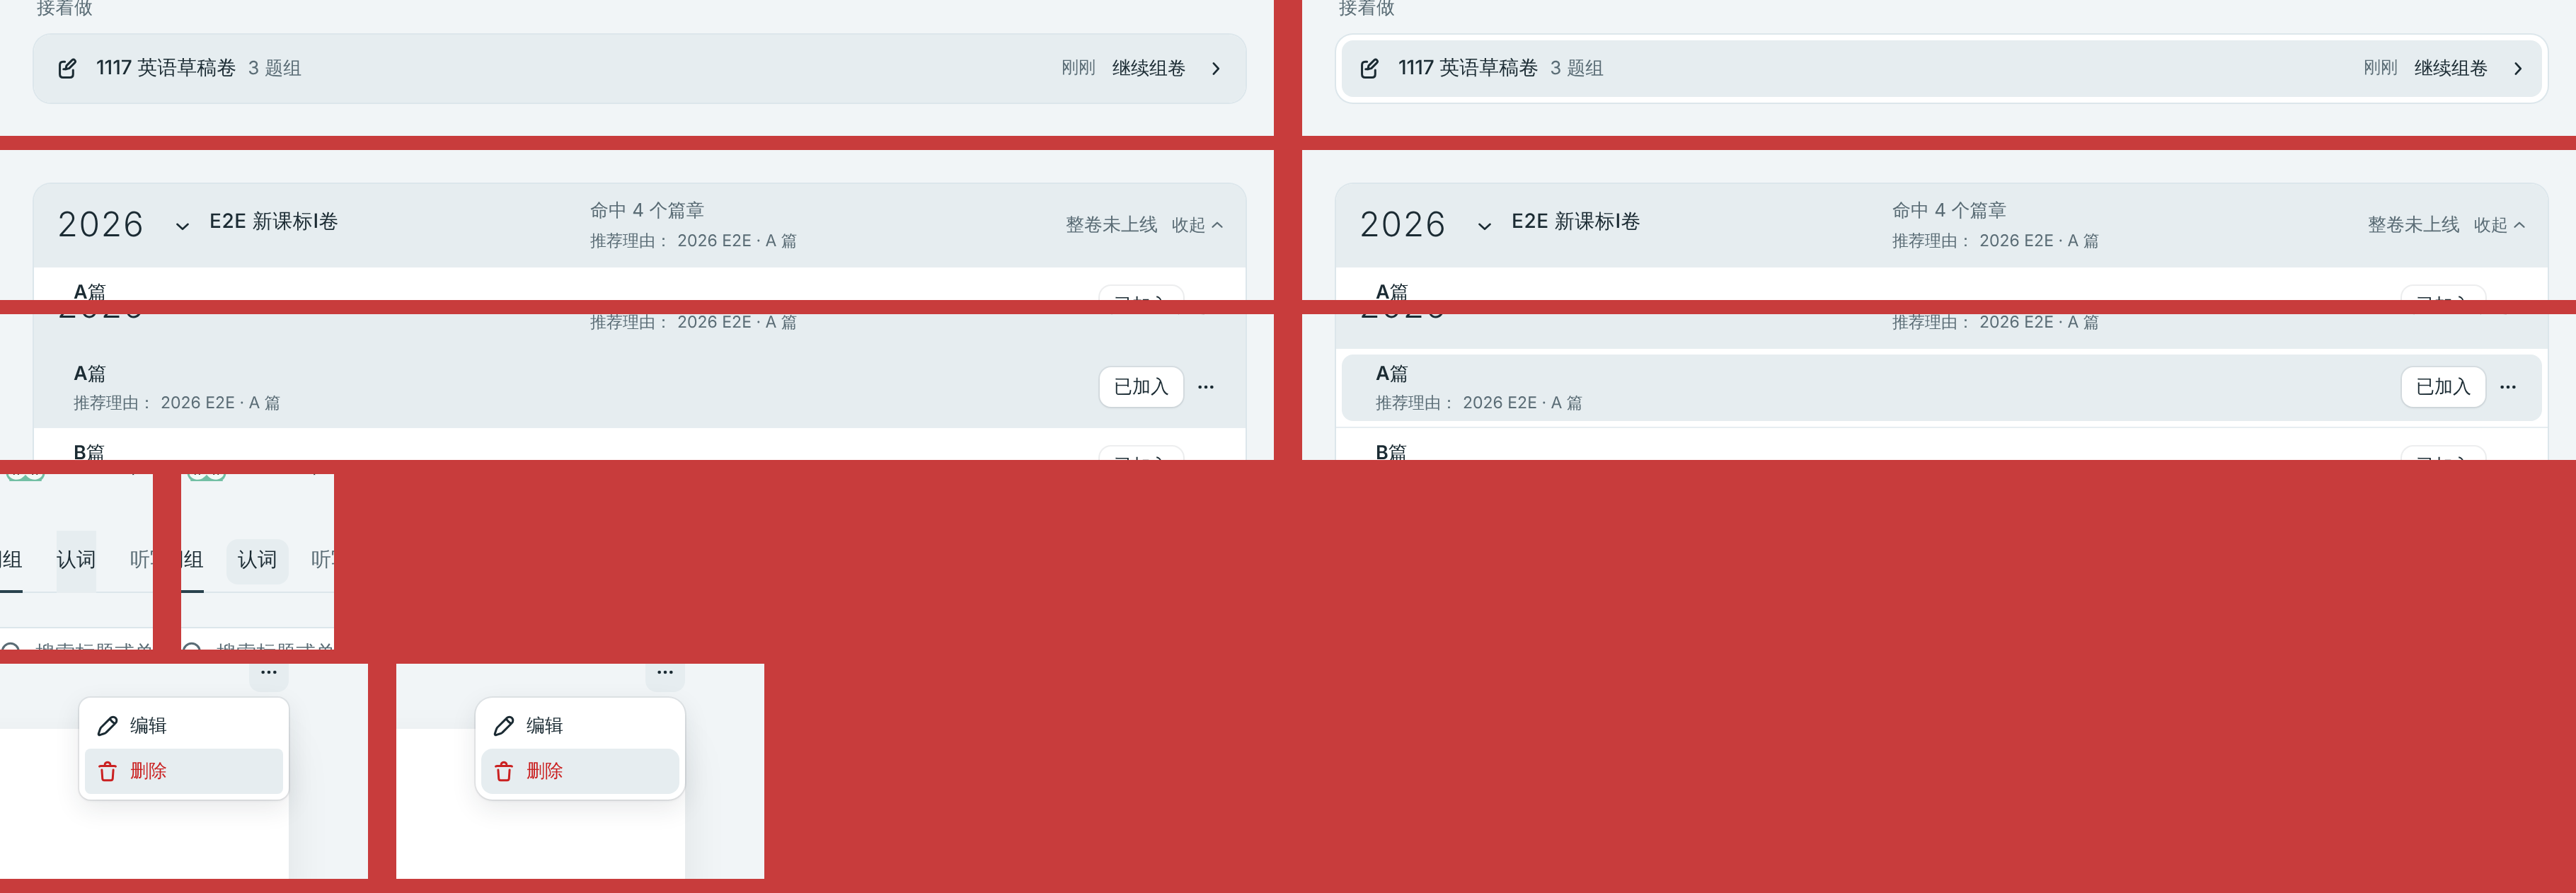 接着做
1117 英语草稿卷 3 题组 刚刚 继续组卷
接着做
1117 英语草稿卷 3 题组 刚刚 继续组卷
2026 E2E 新课标I卷 命中 4 个篇章 整卷未上线 收起
推荐理由： 2026 E2E · A 篇
A篇
2026 E2E 新课标I卷 命中 4 个篇章 整卷未上线 收起
推荐理由： 2026 E2E · A 篇
A篇
推荐理由： 2026 E2E · A 篇
A篇 已加入 ···
推荐理由： 2026 E2E · A 篇
B篇
推荐理由： 2026 E2E · A 篇
A篇 已加入 ···
推荐理由： 2026 E2E · A 篇
B篇
组 认词 听
组 认词 听
···
编辑
删除
···
编辑
删除